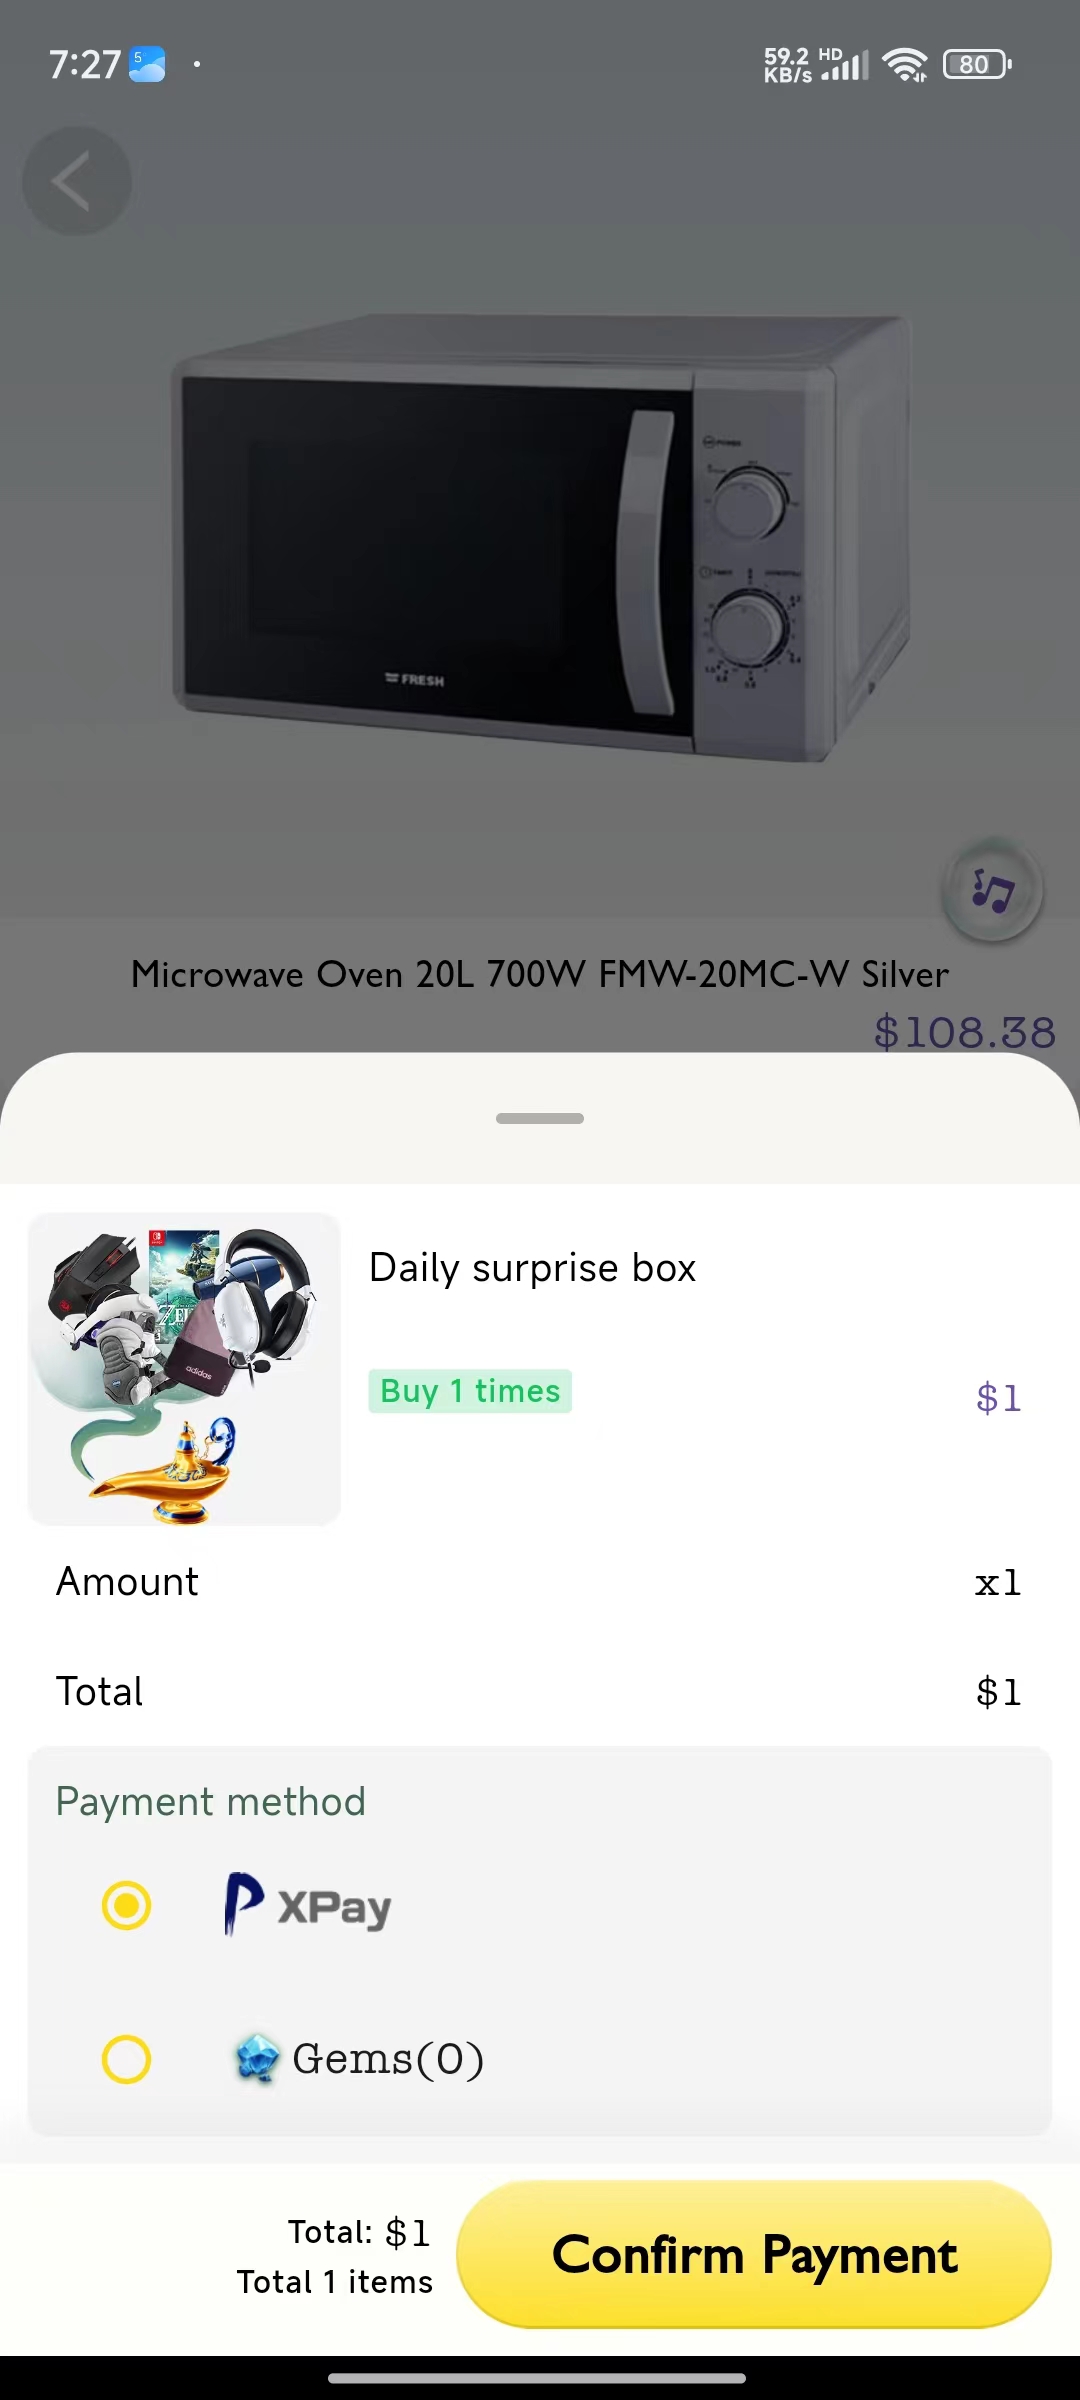 7:27
5°
59.2 KB/s
HD
80
FRESH
Microwave Oven 20L 700W FMW-20MC-W Silver
$108.38
Daily surprise box
adidas
Buy 1 times
$1
Amount
x1
Total
$1
Payment method
XPay
Gems(0)
Total: $1
Total 1 items
Confirm Payment